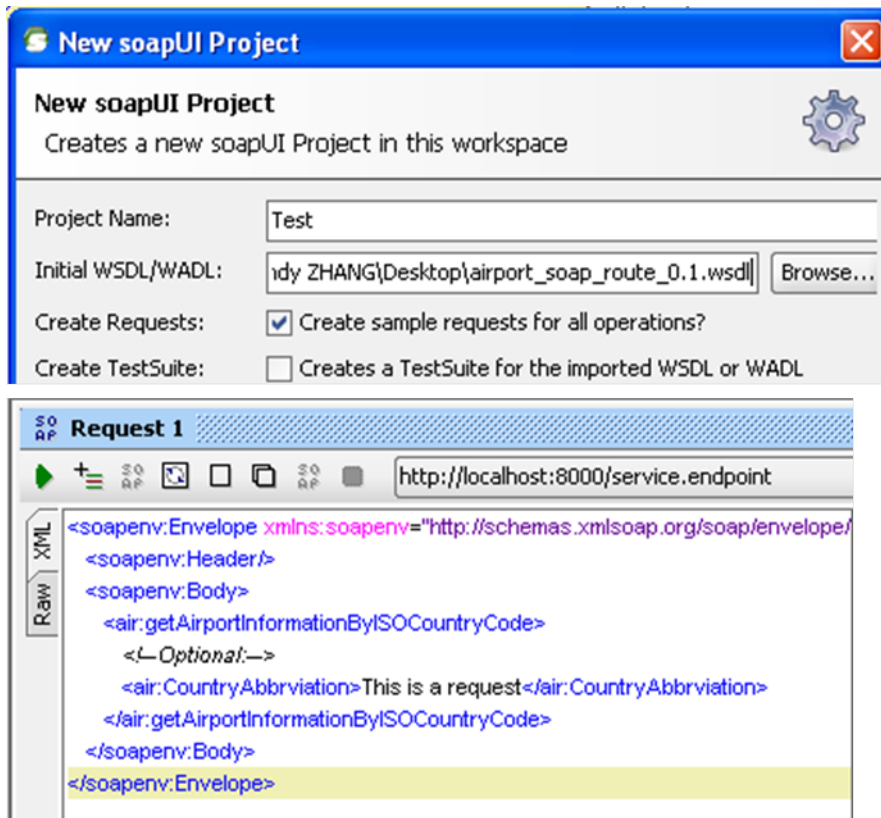 New soapUI Project
New soapUI Project
Creates a new soapUI Project in this workspace
Project Name: Test
Initial WSDL/WADL: ndy ZHANG\Desktop\airport_soap_route_0.1.wsdl Browse...
Create Requests: Create sample requests for all operations?
Create TestSuite: Creates a TestSuite for the imported WSDL or WADL
SO AP Request 1
http://localhost:8000/service.endpoint
XML
Raw
<soapenv:Envelope xmlns:soapenv="http://schemas.xmlsoap.org/soap/envelope/
<soapenv:Header/>
<soapenv:Body>
<air:getAirportInformationByISOCountryCode>
<!--Optional:-->
<air:CountryAbbrviation>This is a request</air:CountryAbbrviation>
</air:getAirportInformationByISOCountryCode>
</soapenv:Body>
</soapenv:Envelope>